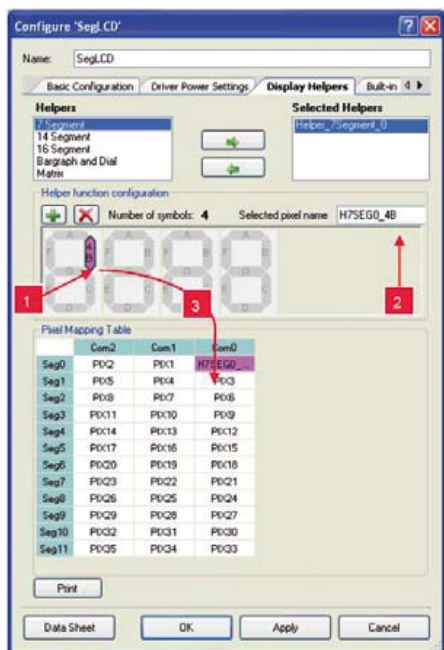 Configure 'SegLCD'
Name: SegLCD
Basic Configuration Driver Power Settings Display Helpers Built-in
Helpers Selected Helpers
7 Segment Helper_7Segment_0
14 Segment
16 Segment
Bargraph and Dial
Matrix
Helper function configuration
Number of symbols: 4 Selected pixel name H7SEG0_4B
A A A A
F 4 B F B F B F B
G G G G
E C E C E C E C
D D D D
1 3 2
Pixel Mapping Table
Com2 Com1 Com0
Seg0 PIX2 PIX1 H7SEG0_...
Seg1 PIX5 PIX4 PIX3
Seg2 PIX8 PIX7 PIX6
Seg3 PIX11 PIX10 PIX9
Seg4 PIX14 PIX13 PIX12
Seg5 PIX17 PIX16 PIX15
Seg6 PIX20 PIX19 PIX18
Seg7 PIX23 PIX22 PIX21
Seg8 PIX26 PIX25 PIX24
Seg9 PIX29 PIX28 PIX27
Seg10 PIX32 PIX31 PIX30
Seg11 PIX35 PIX34 PIX33
Print
Data Sheet OK Apply Cancel